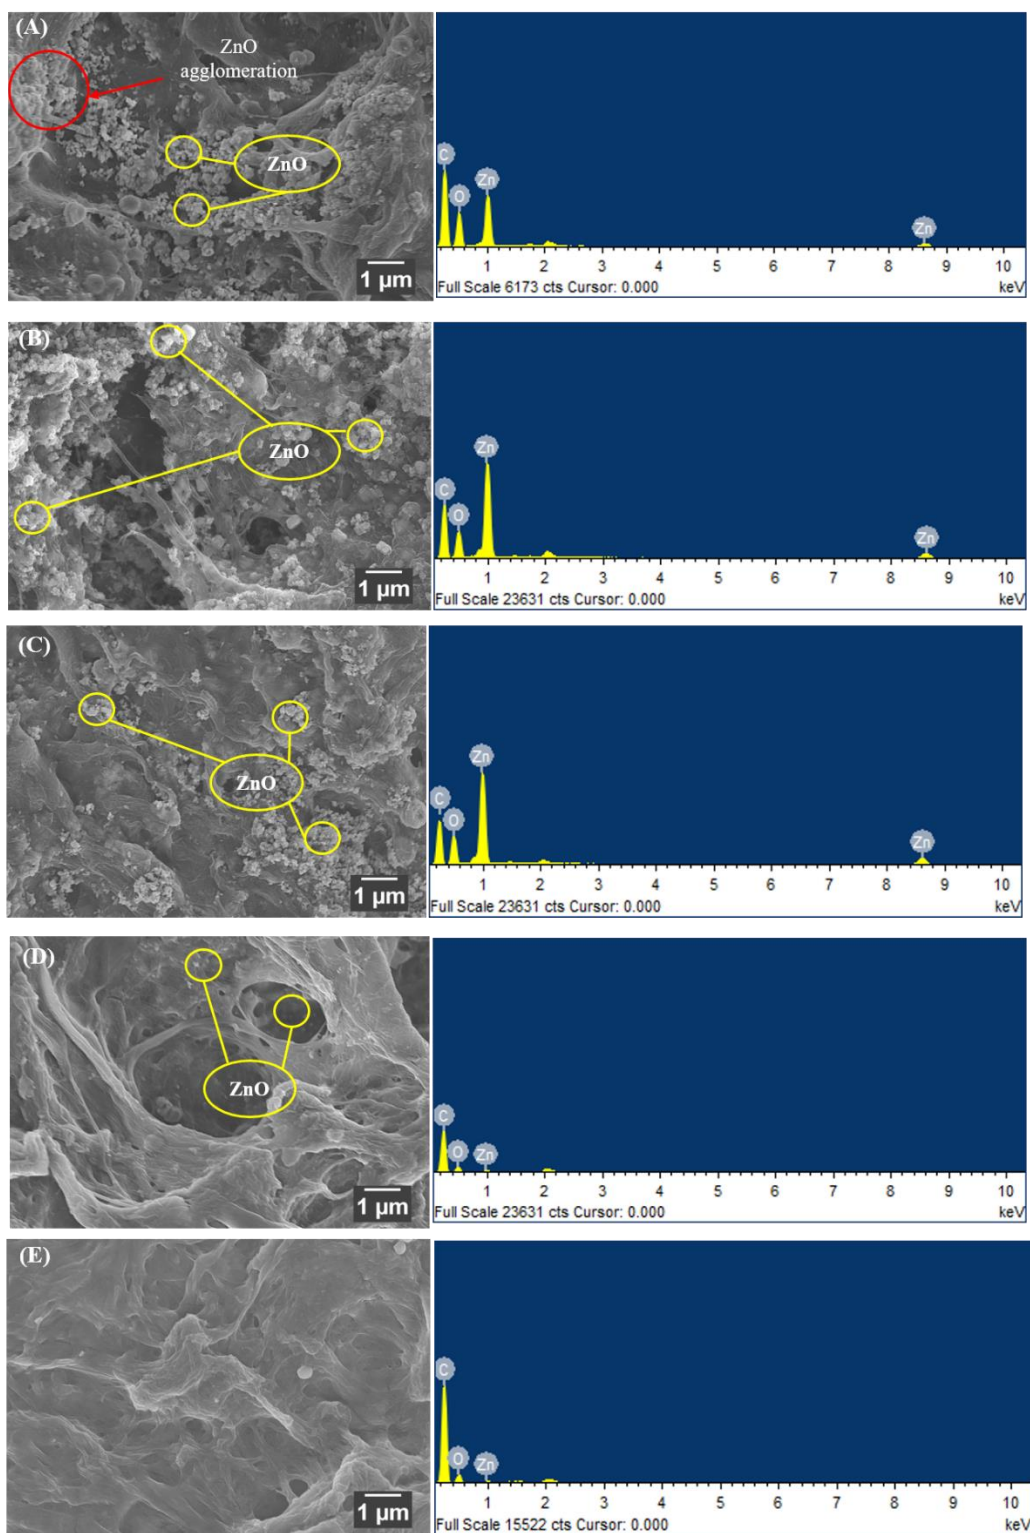 (A)
ZnO
agglomeration
ZnO
1 µm
C
O
Zn
Zn
1 2 3 4 5 6 7 8 9 10
Full Scale 6173 cts Cursor: 0.000 keV
(B)
ZnO
1 µm
C
O
Zn
Zn
1 2 3 4 5 6 7 8 9 10
Full Scale 23631 cts Cursor: 0.000 keV
(C)
ZnO
1 µm
C
O
Zn
Zn
1 2 3 4 5 6 7 8 9 10
Full Scale 23631 cts Cursor: 0.000 keV
(D)
ZnO
1 µm
C
O
Zn
1 2 3 4 5 6 7 8 9 10
Full Scale 23631 cts Cursor: 0.000 keV
(E)
1 µm
C
O
Zn
1 2 3 4 5 6 7 8 9 10
Full Scale 15522 cts Cursor: 0.000 keV